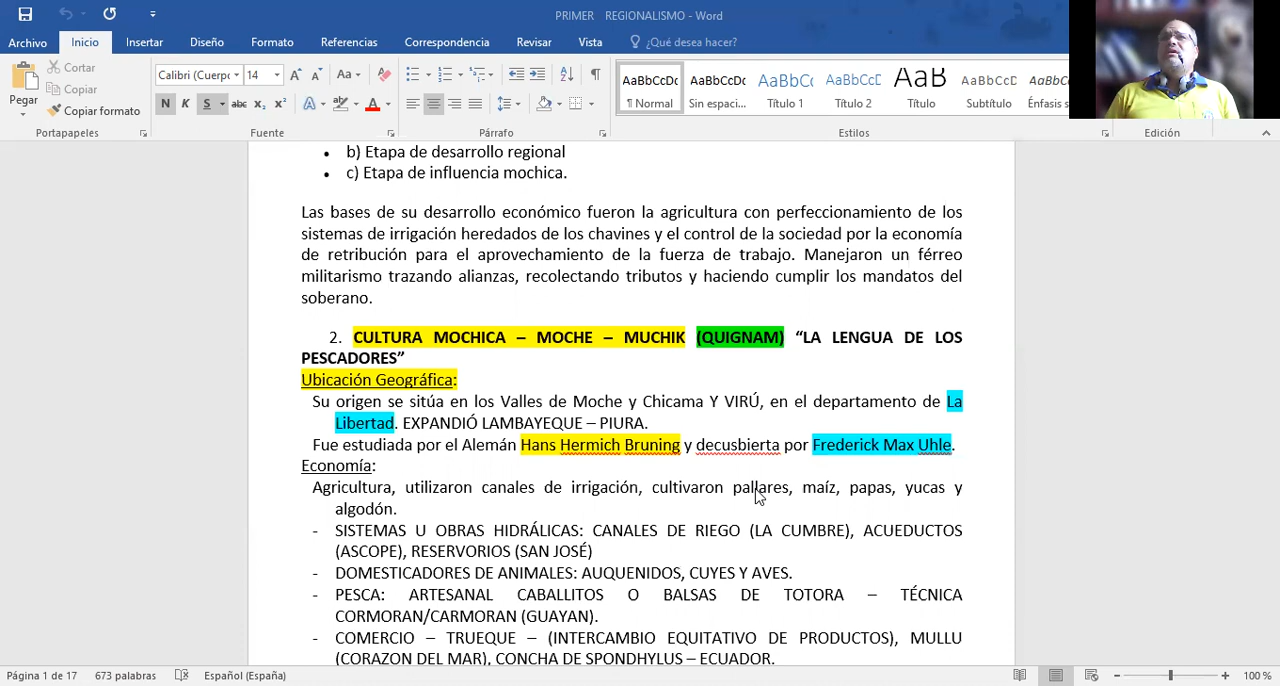 PRIMER REGIONALISMO - Word
Archivo Inicio Insertar Diseño Formato Referencias Correspondencia Revisar Vista ¿Qué desea hacer?
Cortar
Copiar
Copiar formato
Pegar
Calibri (Cuerpo 14
N K S abc x₂ x²
AaBbCcDc AaBbCcDc AaBbCcDc AaBbCcDc AaB AaBbCcD AaBbCcD
¶ Normal Sin espaci... Título 1 Título 2 Título Subtítulo Énfasis s
Portapapeles Fuente Párrafo Estilos Edición
• b) Etapa de desarrollo regional
• c) Etapa de influencia mochica.
Las bases de su desarrollo económico fueron la agricultura con perfeccionamiento de los
sistemas de irrigación heredados de los chavines y el control de la sociedad por la economía
de retribución para el aprovechamiento de la fuerza de trabajo. Manejaron un férreo
militarismo trazando alianzas, recolectando tributos y haciendo cumplir los mandatos del
soberano.
2. CULTURA MOCHICA – MOCHE – MUCHIK (QUIGNAM) “LA LENGUA DE LOS
PESCADORES”
Ubicación Geográfica:
Su origen se sitúa en los Valles de Moche y Chicama Y VIRÚ, en el departamento de La
Libertad. EXPANDIÓ LAMBAYEQUE – PIURA.
Fue estudiada por el Alemán Hans Hermich Bruning y decusbierta por Frederick Max Uhle.
Economía:
Agricultura, utilizaron canales de irrigación, cultivaron pallares, maíz, papas, yucas y
algodón.
- SISTEMAS U OBRAS HIDRÁLICAS: CANALES DE RIEGO (LA CUMBRE), ACUEDUCTOS
(ASCOPE), RESERVORIOS (SAN JOSÉ)
- DOMESTICADORES DE ANIMALES: AUQUENIDOS, CUYES Y AVES.
- PESCA: ARTESANAL CABALLITOS O BALSAS DE TOTORA – TÉCNICA
CORMORAN/CARMORAN (GUAYAN).
- COMERCIO – TRUEQUE – (INTERCAMBIO EQUITATIVO DE PRODUCTOS), MULLU
(CORAZON DEL MAR), CONCHA DE SPONDHYLUS – ECUADOR.
Página 1 de 17 673 palabras Español (España) 100 %